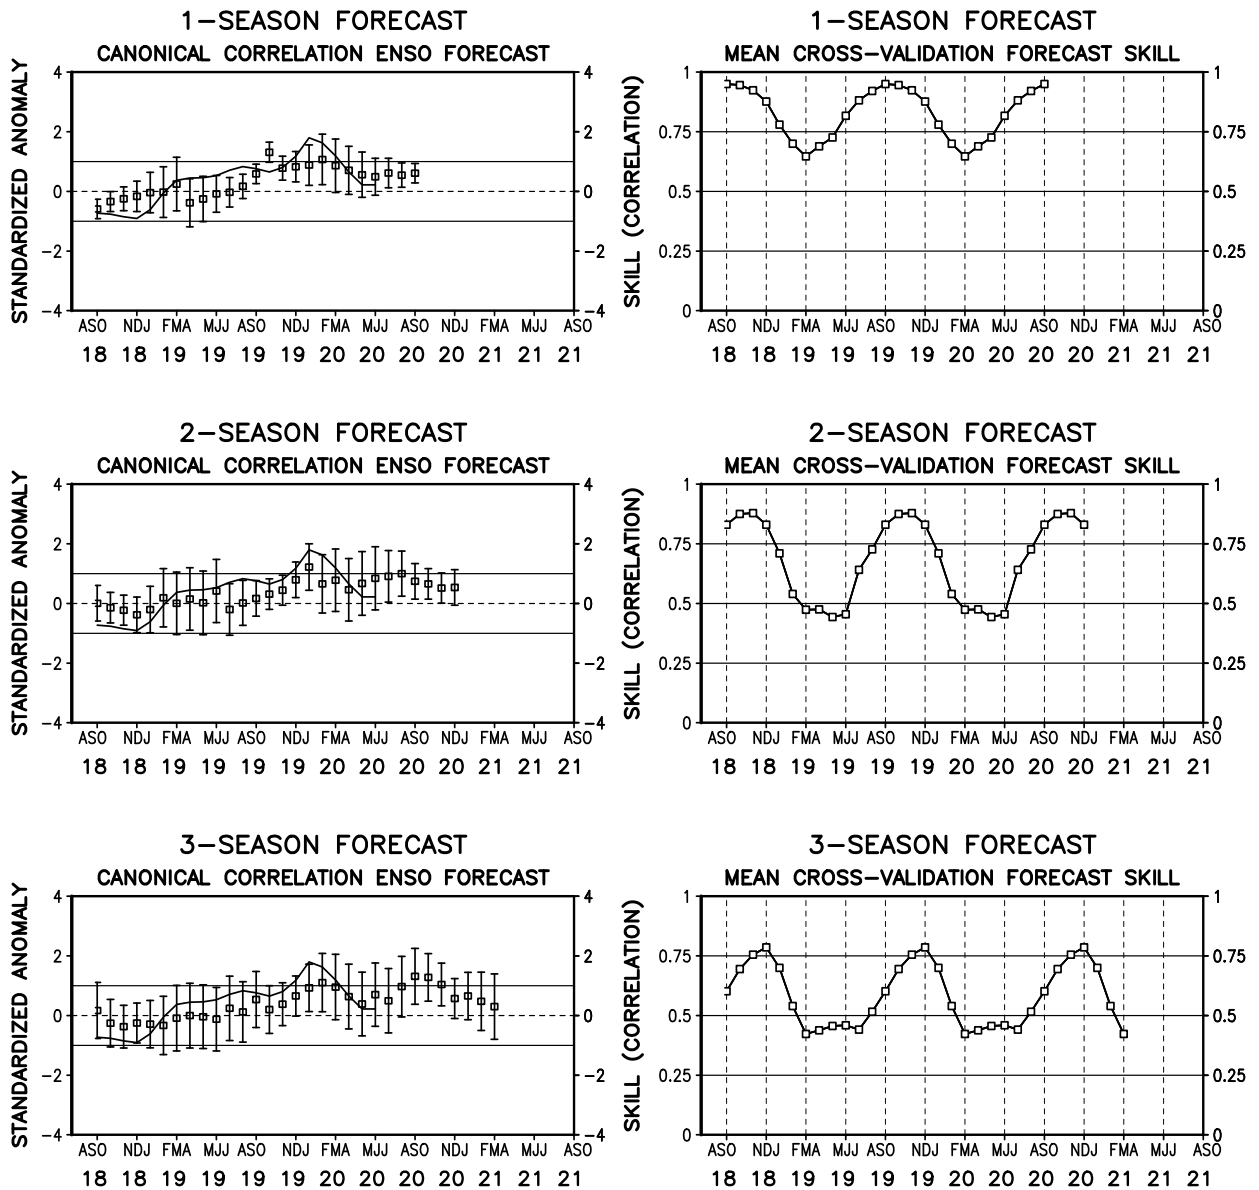 1-SEASON FORECAST
CANONICAL CORRELATION ENSO FORECAST
STANDARDIZED ANOMALY
4 2 0 -2 -4
4 2 0 -2 -4
ASO NDJ FMA MJJ ASO NDJ FMA MJJ ASO NDJ FMA MJJ ASO
18 18 19 19 19 19 20 20 20 20 21 21 21
1-SEASON FORECAST
MEAN CROSS-VALIDATION FORECAST SKILL
SKILL (CORRELATION)
1 0.75 0.5 0.25 0
1 0.75 0.5 0.25 0
ASO NDJ FMA MJJ ASO NDJ FMA MJJ ASO NDJ FMA MJJ ASO
18 18 19 19 19 19 20 20 20 20 21 21 21
2-SEASON FORECAST
CANONICAL CORRELATION ENSO FORECAST
STANDARDIZED ANOMALY
4 2 0 -2 -4
4 2 0 -2 -4
ASO NDJ FMA MJJ ASO NDJ FMA MJJ ASO NDJ FMA MJJ ASO
18 18 19 19 19 19 20 20 20 20 21 21 21
2-SEASON FORECAST
MEAN CROSS-VALIDATION FORECAST SKILL
SKILL (CORRELATION)
1 0.75 0.5 0.25 0
1 0.75 0.5 0.25 0
ASO NDJ FMA MJJ ASO NDJ FMA MJJ ASO NDJ FMA MJJ ASO
18 18 19 19 19 19 20 20 20 20 21 21 21
3-SEASON FORECAST
CANONICAL CORRELATION ENSO FORECAST
STANDARDIZED ANOMALY
4 2 0 -2 -4
4 2 0 -2 -4
ASO NDJ FMA MJJ ASO NDJ FMA MJJ ASO NDJ FMA MJJ ASO
18 18 19 19 19 19 20 20 20 20 21 21 21
3-SEASON FORECAST
MEAN CROSS-VALIDATION FORECAST SKILL
SKILL (CORRELATION)
1 0.75 0.5 0.25 0
1 0.75 0.5 0.25 0
ASO NDJ FMA MJJ ASO NDJ FMA MJJ ASO NDJ FMA MJJ ASO
18 18 19 19 19 19 20 20 20 20 21 21 21